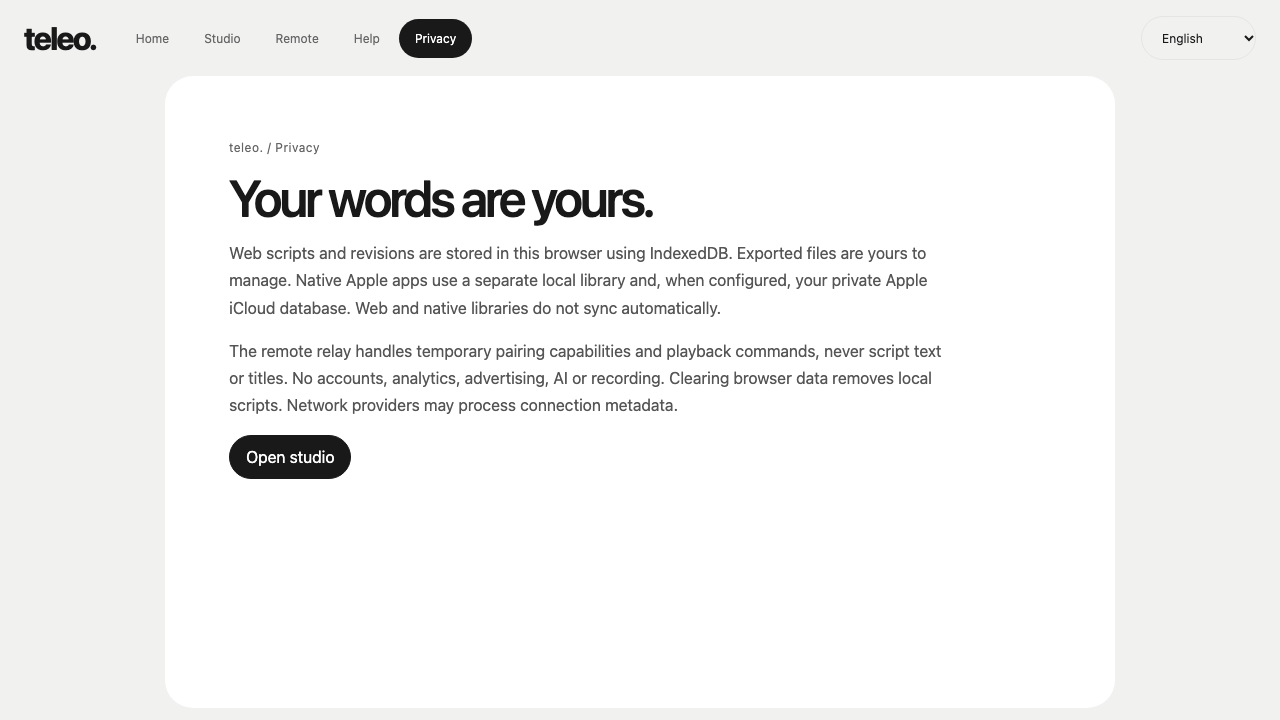 teleo.
Home
Studio
Remote
Help
Privacy
English
teleo. / Privacy
Your words are yours.
Web scripts and revisions are stored in this browser using IndexedDB. Exported files are yours to
manage. Native Apple apps use a separate local library and, when configured, your private Apple
iCloud database. Web and native libraries do not sync automatically.
The remote relay handles temporary pairing capabilities and playback commands, never script text
or titles. No accounts, analytics, advertising, AI or recording. Clearing browser data removes local
scripts. Network providers may process connection metadata.
Open studio